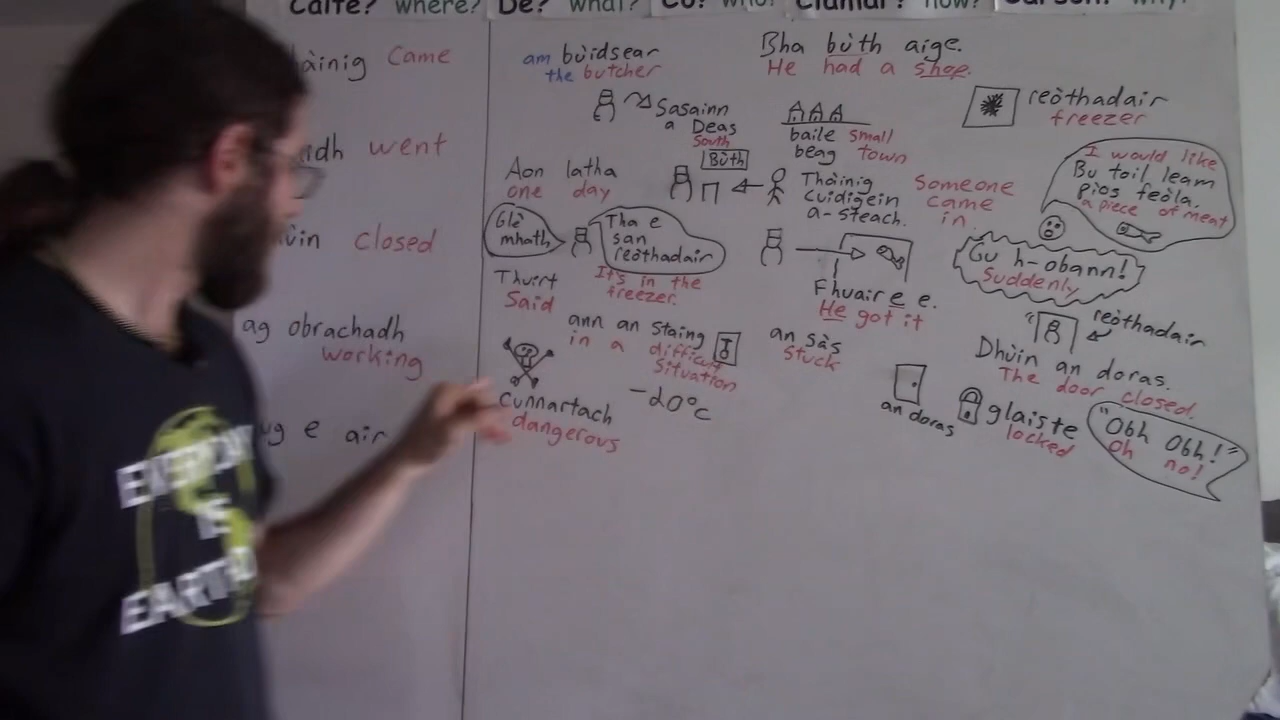 Caite? where?
Dè? what?
Cò? who?
Ciamar? how?
Carson? why?
hàinig came
idh went
ùin closed
ag obrachadh
working
ug e air
am bùidsear
the butcher
Bha bùth aige.
He had a shop.
Sasainn
a Deas
South
baile small
beag town
reòthadair
freezer
Aon latha
one day
Bùth
Thàinig
cuidigein
a-steach.
Someone
came
in.
I would like
Bu toil leam
pìos feòla.
a piece of meat
Glè
mhath
Tha e
san
reòthadair
It's in the
freezer.
Thuirt
Said
Fhuair e e.
He got it
Gu h-obann!
Suddenly
ann an staing
in a difficult
situation
an sàs
stuck
reòthadair
Dhùin an doras.
The door closed.
cunnartach
dangerous
-20°C
an doras
glaiste
locked
"Obh Obh!"
Oh no!